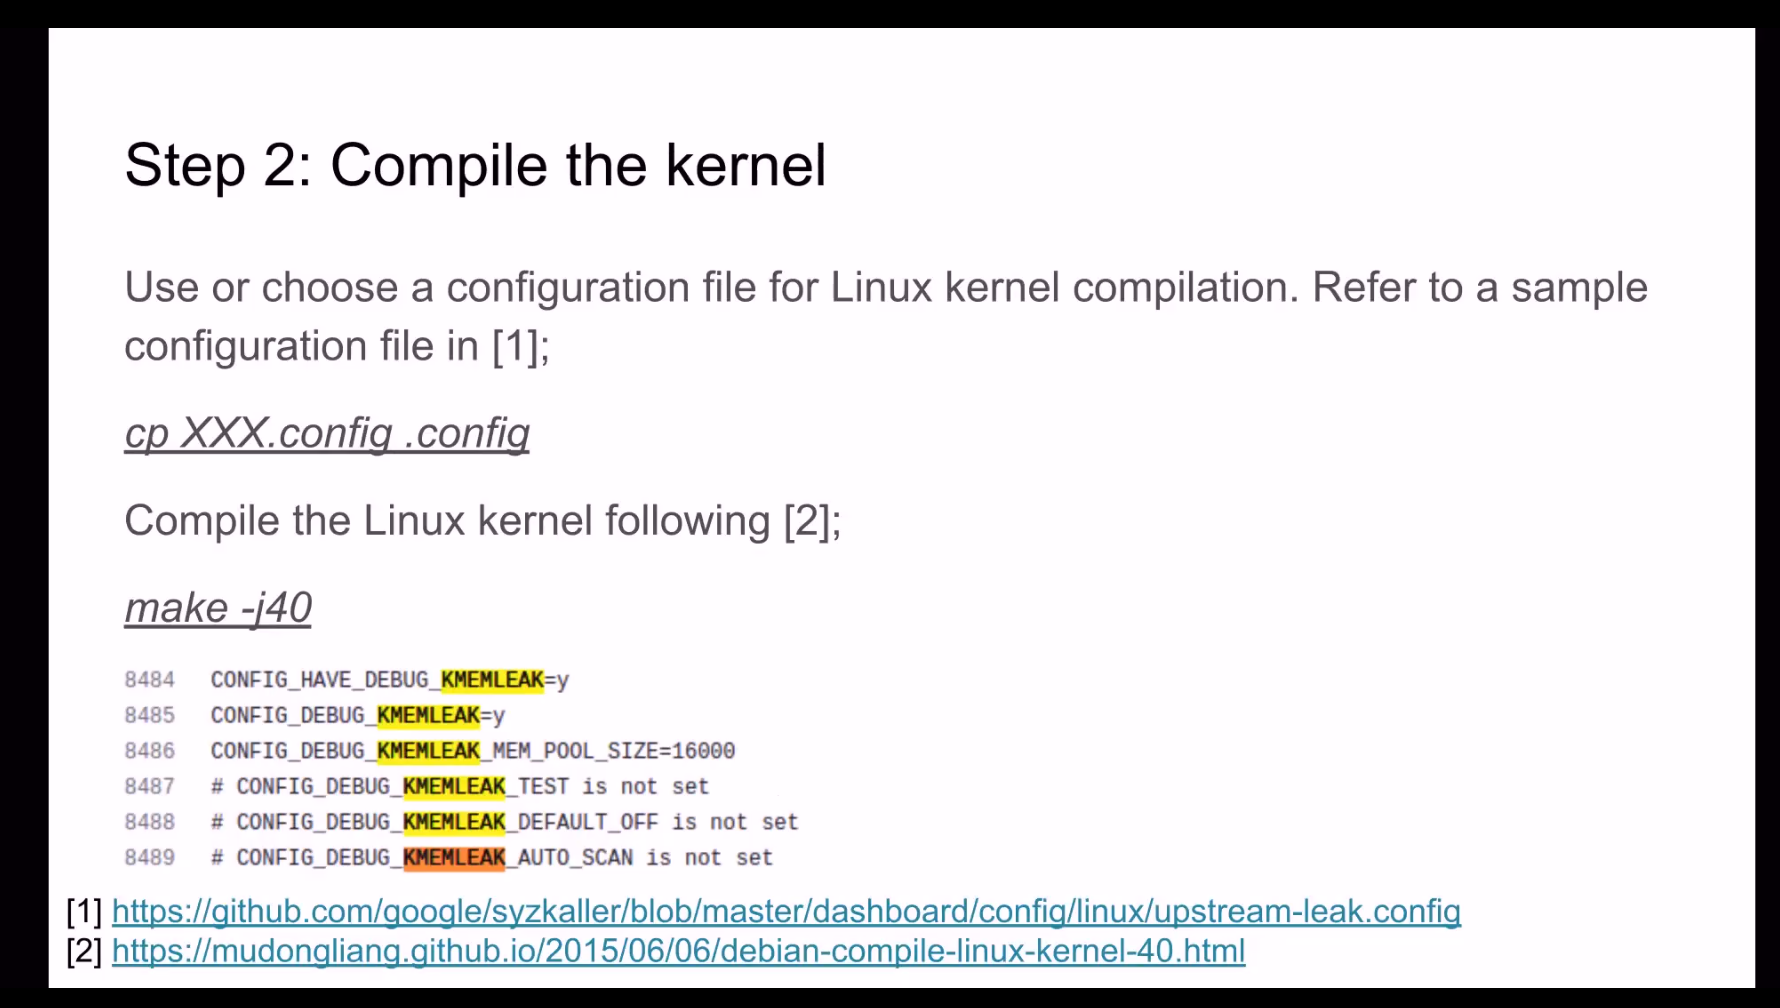 Step 2: Compile the kernel
Use or choose a configuration file for Linux kernel compilation. Refer to a sample
configuration file in [1];
cp XXX.config .config
Compile the Linux kernel following [2];
make -j40
8484 CONFIG_HAVE_DEBUG_KMEMLEAK=y
8485 CONFIG_DEBUG_KMEMLEAK=y
8486 CONFIG_DEBUG_KMEMLEAK_MEM_POOL_SIZE=16000
8487 # CONFIG_DEBUG_KMEMLEAK_TEST is not set
8488 # CONFIG_DEBUG_KMEMLEAK_DEFAULT_OFF is not set
8489 # CONFIG_DEBUG_KMEMLEAK_AUTO_SCAN is not set
[1] https://github.com/google/syzkaller/blob/master/dashboard/config/linux/upstream-leak.config
[2] https://mudongliang.github.io/2015/06/06/debian-compile-linux-kernel-40.html